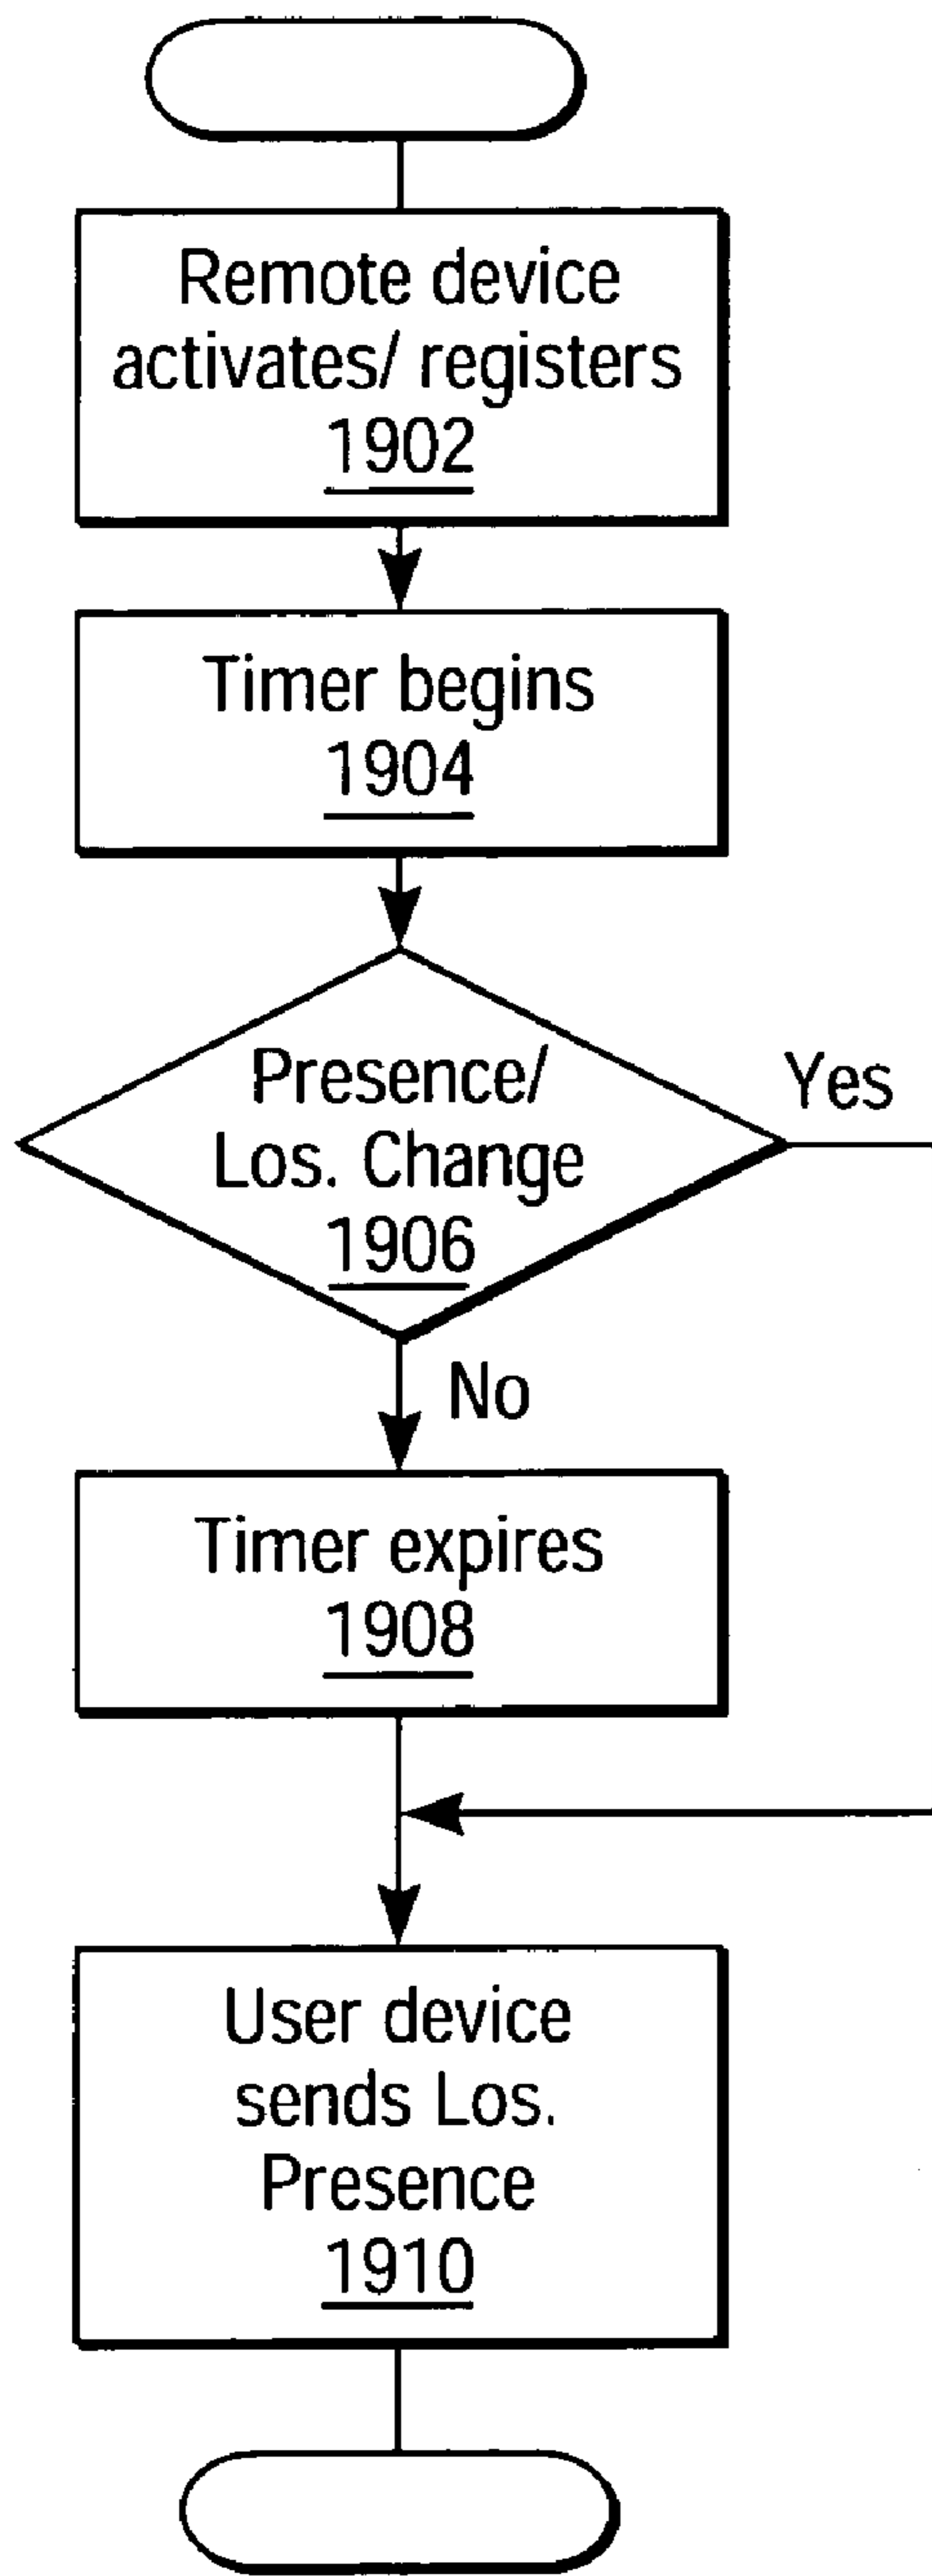 Remote device
activates/ registers
1902
Timer begins
1904
Presence/
Los. Change
1906
Yes
No
Timer expires
1908
User device
sends Los.
Presence
1910